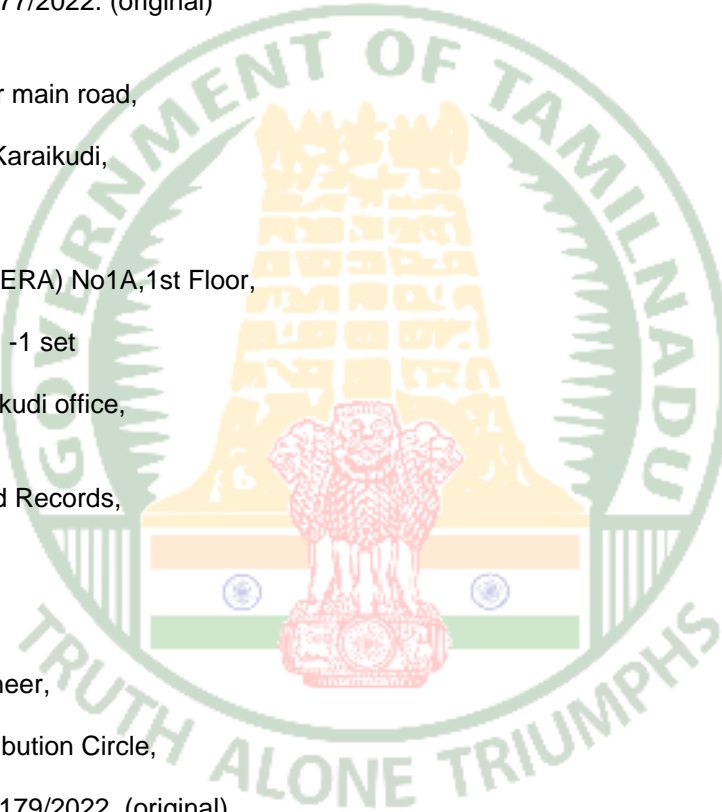 77/2022. (original)
r main road,
Karaikudi,
ERA) No1A,1st Floor,
-1 set
kudi office,
d Records,
neer,
bution Circle,
179/2022. (original)
GOVERNMENT OF TAMILNADU
TRUTH ALONE TRIUMPHS